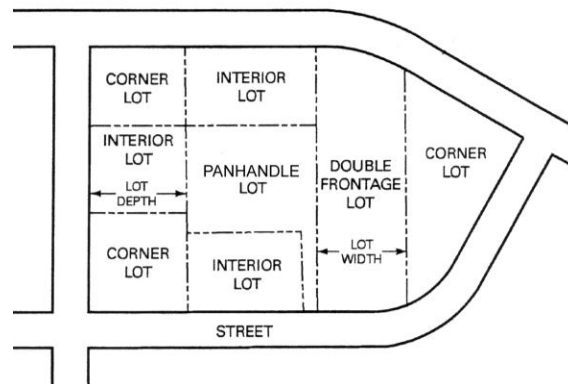 CORNER
LOT
INTERIOR
LOT
INTERIOR
LOT
LOT
DEPTH
PANHANDLE
LOT
DOUBLE
FRONTAGE
LOT
CORNER
LOT
CORNER
LOT
INTERIOR
LOT
LOT
WIDTH
STREET